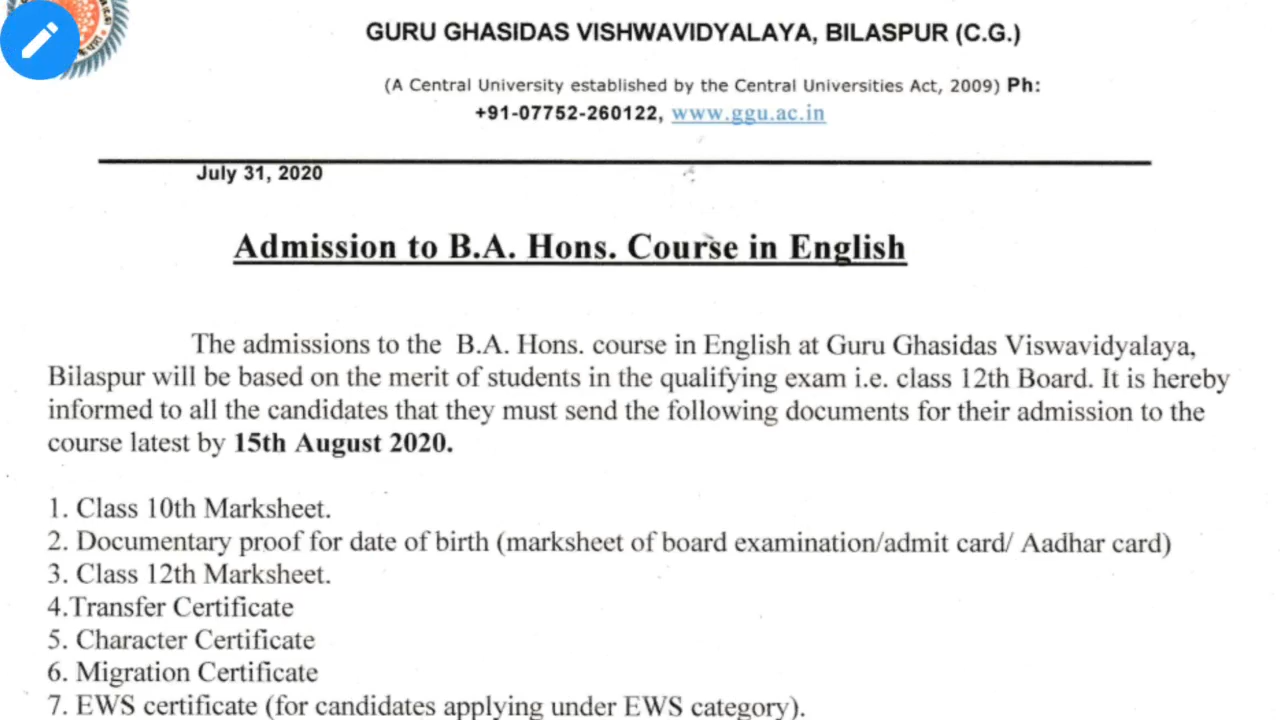 GURU GHASIDAS VISHWAVIDYALAYA, BILASPUR (C.G.)
(A Central University established by the Central Universities Act, 2009) Ph:
+91-07752-260122, www.ggu.ac.in
July 31, 2020
Admission to B.A. Hons. Course in English
The admissions to the B.A. Hons. course in English at Guru Ghasidas Viswavidyalaya,
Bilaspur will be based on the merit of students in the qualifying exam i.e. class 12th Board. It is hereby
informed to all the candidates that they must send the following documents for their admission to the
course latest by 15th August 2020.
1. Class 10th Marksheet.
2. Documentary proof for date of birth (marksheet of board examination/admit card/ Aadhar card)
3. Class 12th Marksheet.
4.Transfer Certificate
5. Character Certificate
6. Migration Certificate
7. EWS certificate (for candidates applying under EWS category).